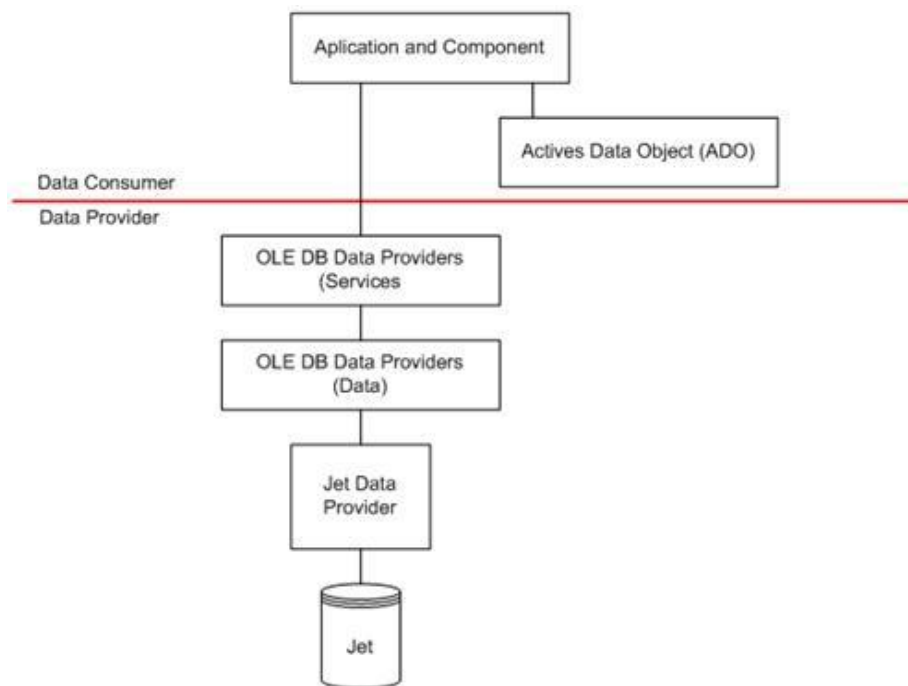 Aplication and Component
Actives Data Object (ADO)
Data Consumer
Data Provider
OLE DB Data Providers
(Services
OLE DB Data Providers
(Data)
Jet Data
Provider
Jet